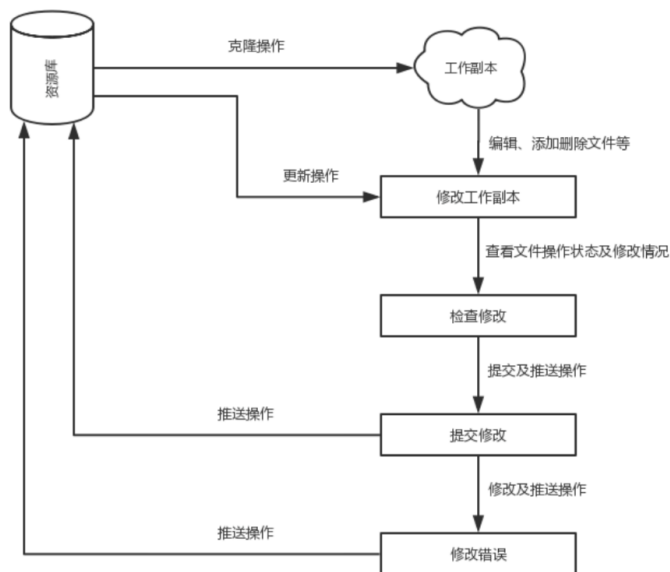 克隆操作
资源库
工作副本
编辑、添加删除文件等
更新操作
修改工作副本
查看文件操作状态及修改情况
检查修改
提交及推送操作
推送操作
提交修改
修改及推送操作
推送操作
修改错误